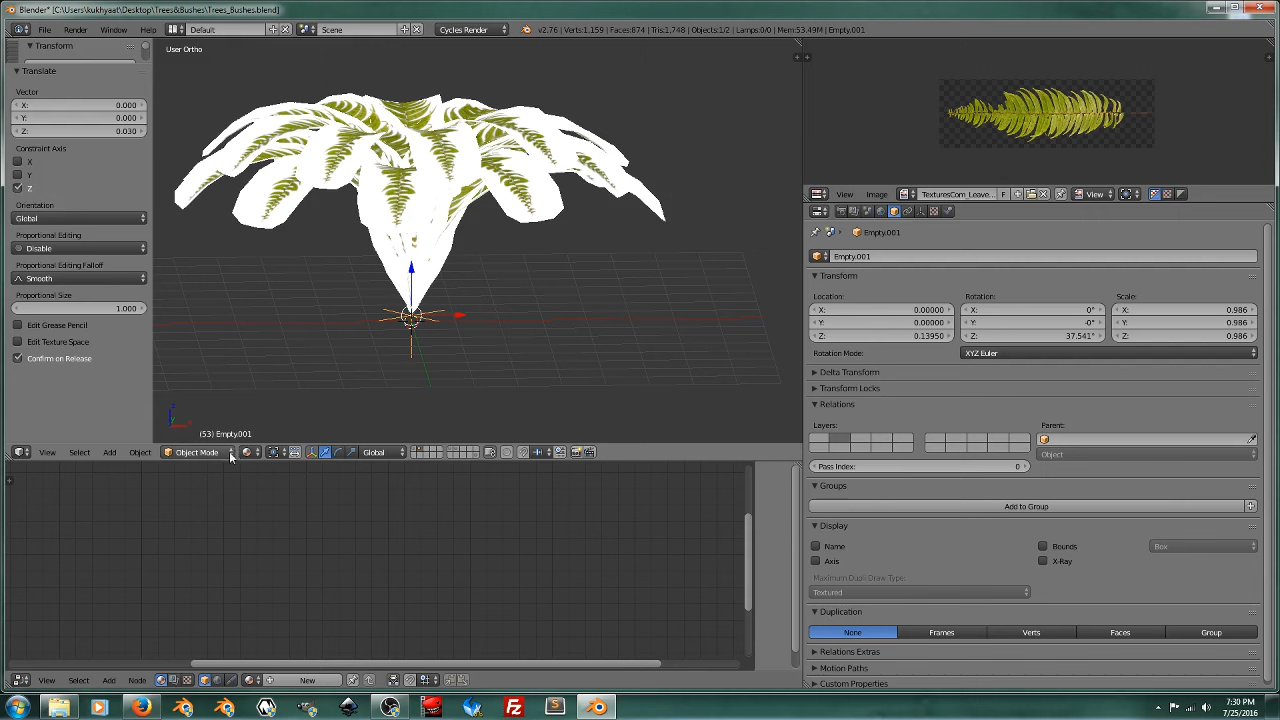 Blender* [C:\Users\kukhyaat\Desktop\Trees&Bushes\Trees_Bushes.blend]
File Render Window Help Default Scene Cycles Render v2.76 | Verts:1,159 | Faces:874 | Tris:1,748 | Objects:1/2 | Lamps:0/0 | Mem:53.49M | Empty.001
Transform
Translate
Vector
X: 0.000
Y: 0.000
Z: 0.030
Constraint Axis
X
Y
Z
Orientation
Global
Proportional Editing
Disable
Proportional Editing Falloff
Smooth
Proportional Size
1.000
Edit Grease Pencil
Edit Texture Space
Confirm on Release
User Ortho
(53) Empty.001
View Select Add Object Object Mode Global
View Select Add Node New
View Image TexturesCom_Leave... F View
Empty.001
Empty.001
Transform
Location: Rotation: Scale:
X: 0.00000 X: 0° X: 0.986
Y: 0.00000 Y: -0° Y: 0.986
Z: 0.13950 Z: 37.541° Z: 0.986
Rotation Mode: XYZ Euler
Delta Transform
Transform Locks
Relations
Layers: Parent:
Object
Pass Index: 0
Groups
Add to Group
Display
Name Bounds Box
Axis X-Ray
Maximum Dupli Draw Type:
Textured
Duplication
None Frames Verts Faces Group
Relations Extras
Motion Paths
Custom Properties
7:30 PM
7/25/2016